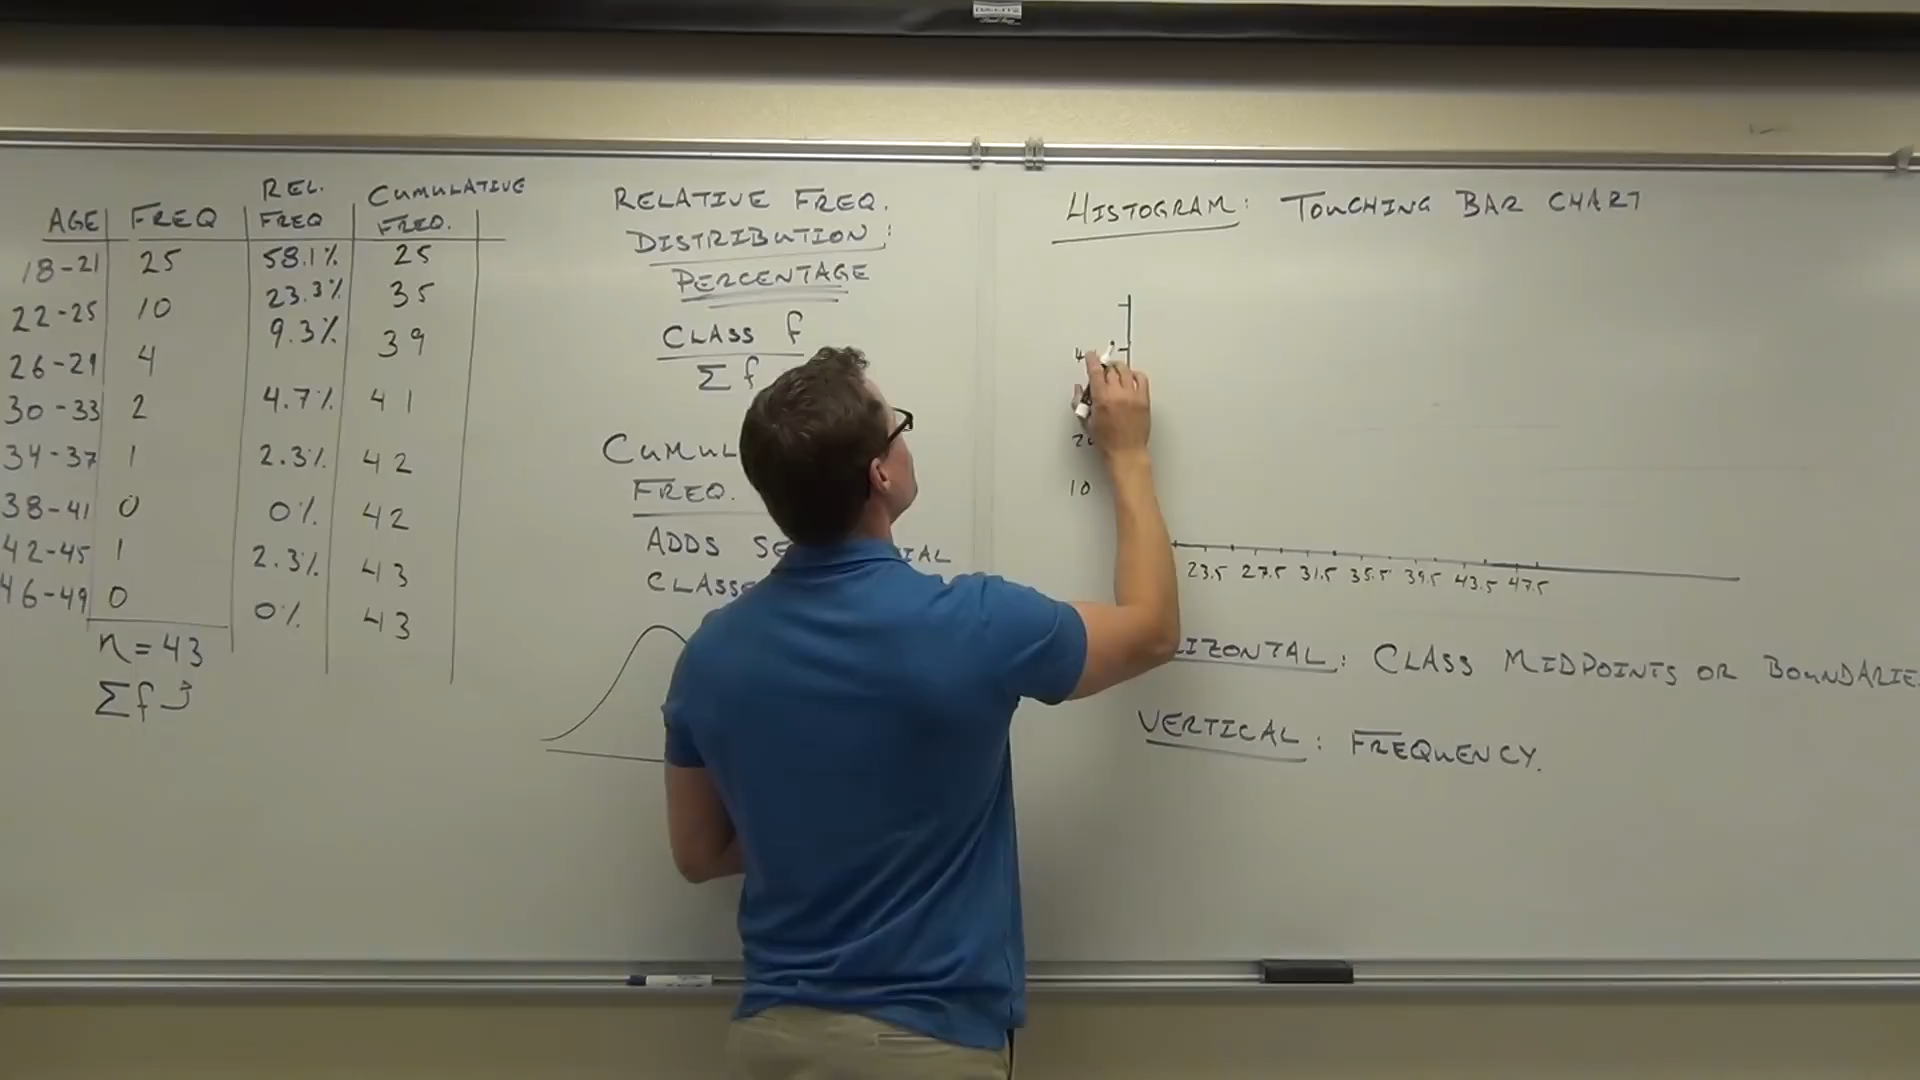 AGE FREQ REL. FREQ CUMULATIVE FREQ.
18-21 25 58.1% 25
22-25 10 23.3% 35
26-29 4 9.3% 39
30-33 2 4.7% 41
34-37 1 2.3% 42
38-41 0 0% 42
42-45 1 2.3% 43
46-49 0 0% 43
n = 43
Σf
RELATIVE FREQ.
DISTRIBUTION:
PERCENTAGE
CLASS f
Σ f
FREQ.
ADDS
HISTOGRAM: TOUCHING BAR CHART
10
23.5 27.5 31.5 35.5 39.5 43.5 47.5
CLASS MIDPOINTS OR BOUNDARIE
VERTICAL: FREQUENCY.